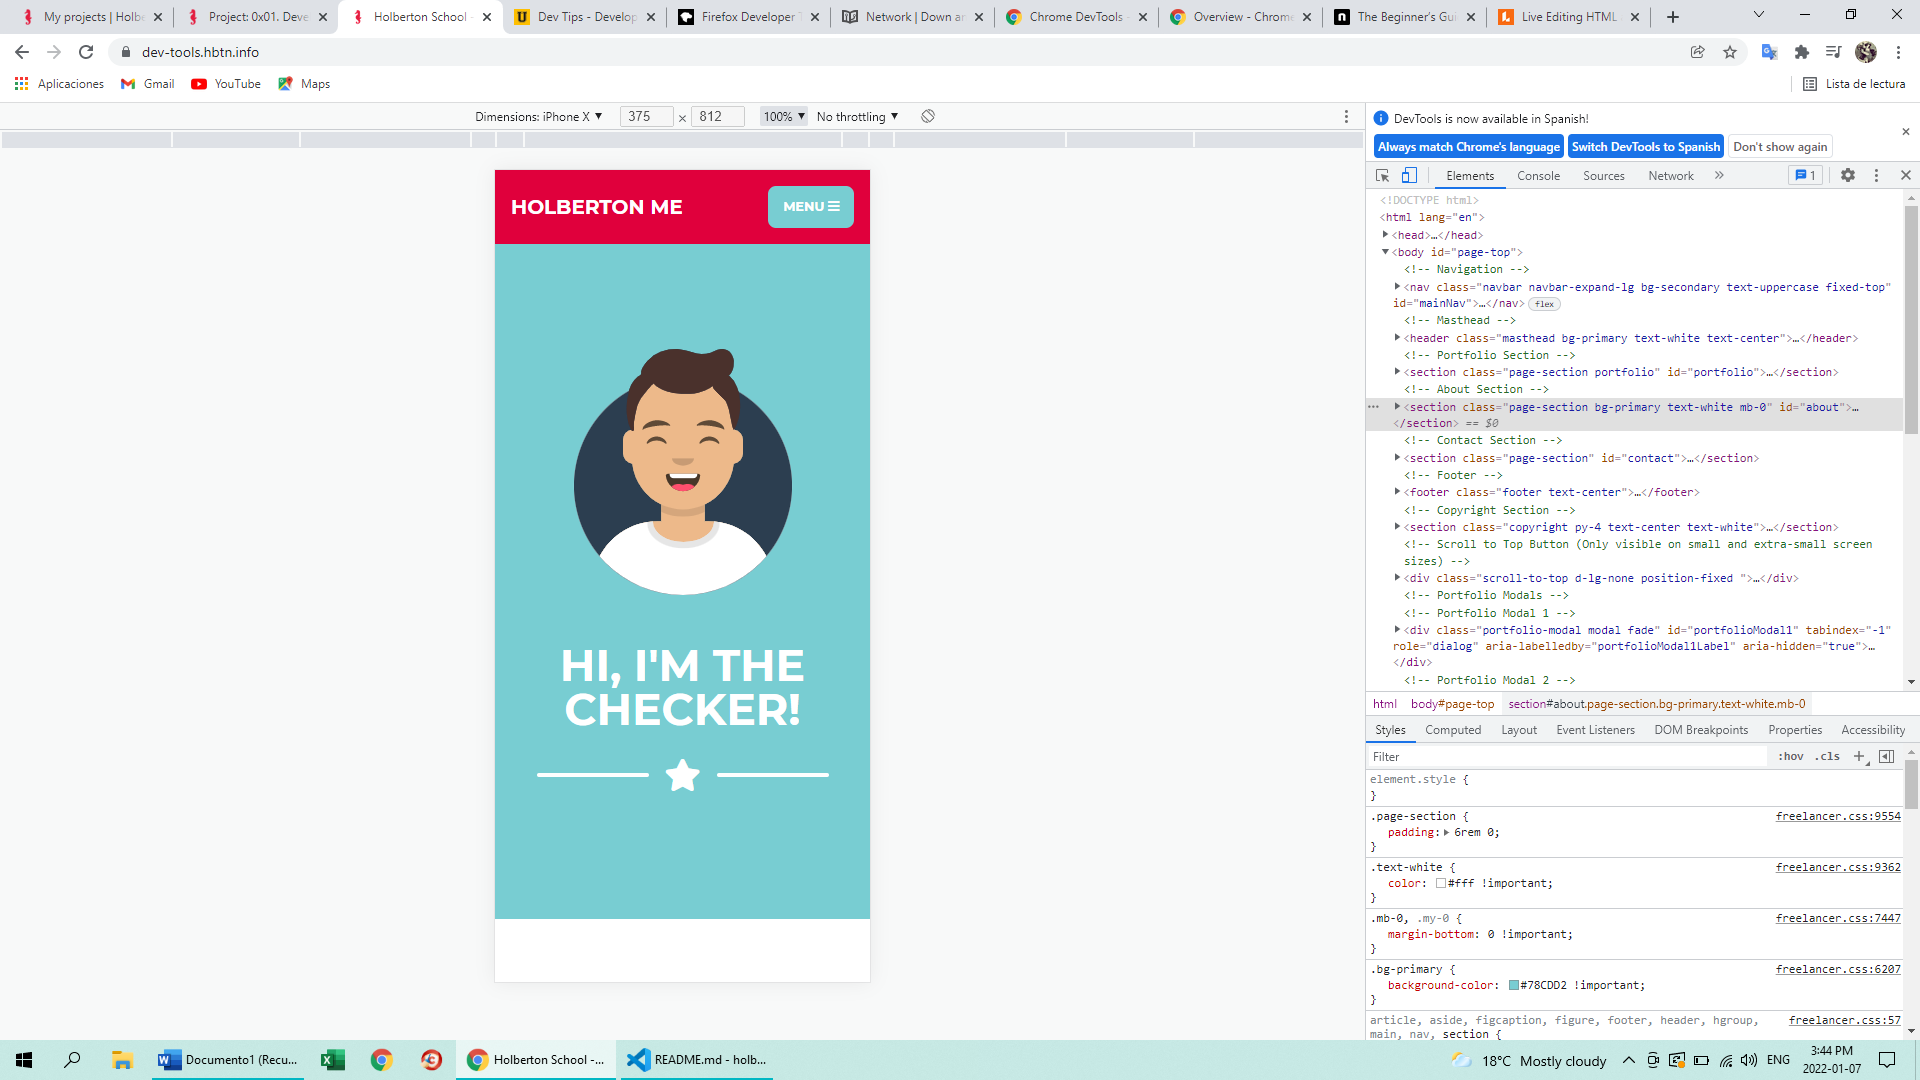 My projects | Holbe
Project: 0x01. Deve
Holberton School -
Dev Tips - Develop
Firefox Developer T
Network | Down an
Chrome DevTools -
Overview - Chrome
The Beginner's Gui
Live Editing HTML
dev-tools.hbtn.info
Aplicaciones
Gmail
YouTube
Maps
Lista de lectura
Dimensions: iPhone X
375 × 812
100%
No throttling
HOLBERTON ME
MENU
HI, I'M THE
CHECKER!
DevTools is now available in Spanish!
Always match Chrome's language
Switch DevTools to Spanish
Don't show again
Elements
Console
Sources
Network
1
<!DOCTYPE html>
<html lang="en">
<head>…</head>
<body id="page-top">
<!-- Navigation -->
<nav class="navbar navbar-expand-lg bg-secondary text-uppercase fixed-top"
id="mainNav">…</nav> flex
<!-- Masthead -->
<header class="masthead bg-primary text-white text-center">…</header>
<!-- Portfolio Section -->
<section class="page-section portfolio" id="portfolio">…</section>
<!-- About Section -->
<section class="page-section bg-primary text-white mb-0" id="about">…
</section> == $0
<!-- Contact Section -->
<section class="page-section" id="contact">…</section>
<!-- Footer -->
<footer class="footer text-center">…</footer>
<!-- Copyright Section -->
<section class="copyright py-4 text-center text-white">…</section>
<!-- Scroll to Top Button (Only visible on small and extra-small screen
sizes) -->
<div class="scroll-to-top d-lg-none position-fixed ">…</div>
<!-- Portfolio Modals -->
<!-- Portfolio Modal 1 -->
<div class="portfolio-modal modal fade" id="portfolioModal1" tabindex="-1"
role="dialog" aria-labelledby="portfolioModal1Label" aria-hidden="true">…
</div>
<!-- Portfolio Modal 2 -->
html
body#page-top
section#about.page-section.bg-primary.text-white.mb-0
Styles
Computed
Layout
Event Listeners
DOM Breakpoints
Properties
Accessibility
Filter
:hov
.cls
element.style {
}
.page-section { freelancer.css:9554
padding: 6rem 0;
}
.text-white { freelancer.css:9362
color: #fff !important;
}
.mb-0, .my-0 { freelancer.css:7447
margin-bottom: 0 !important;
}
.bg-primary { freelancer.css:6207
background-color: #78CDD2 !important;
}
article, aside, figcaption, figure, footer, header, hgroup, freelancer.css:57
main, nav, section {
Documento1 (Recu...
Holberton School -...
README.md - holb...
18°C Mostly cloudy
ENG
3:44 PM
2022-01-07